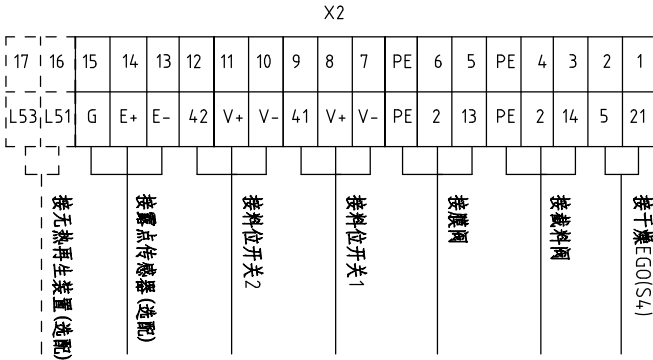 X2
17 16 15 14 13 12 11 10 9 8 7 PE 6 5 PE 4 3 2 1
L53 L51 G E+ E- 42 V+ V- 41 V+ V- PE 2 13 PE 2 14 5 21
接无热再生装置(选配)
接露点传感器(选配)
接料位开关2
接料位开关1
接膜阀
接截料阀
接干燥EGO(S4)